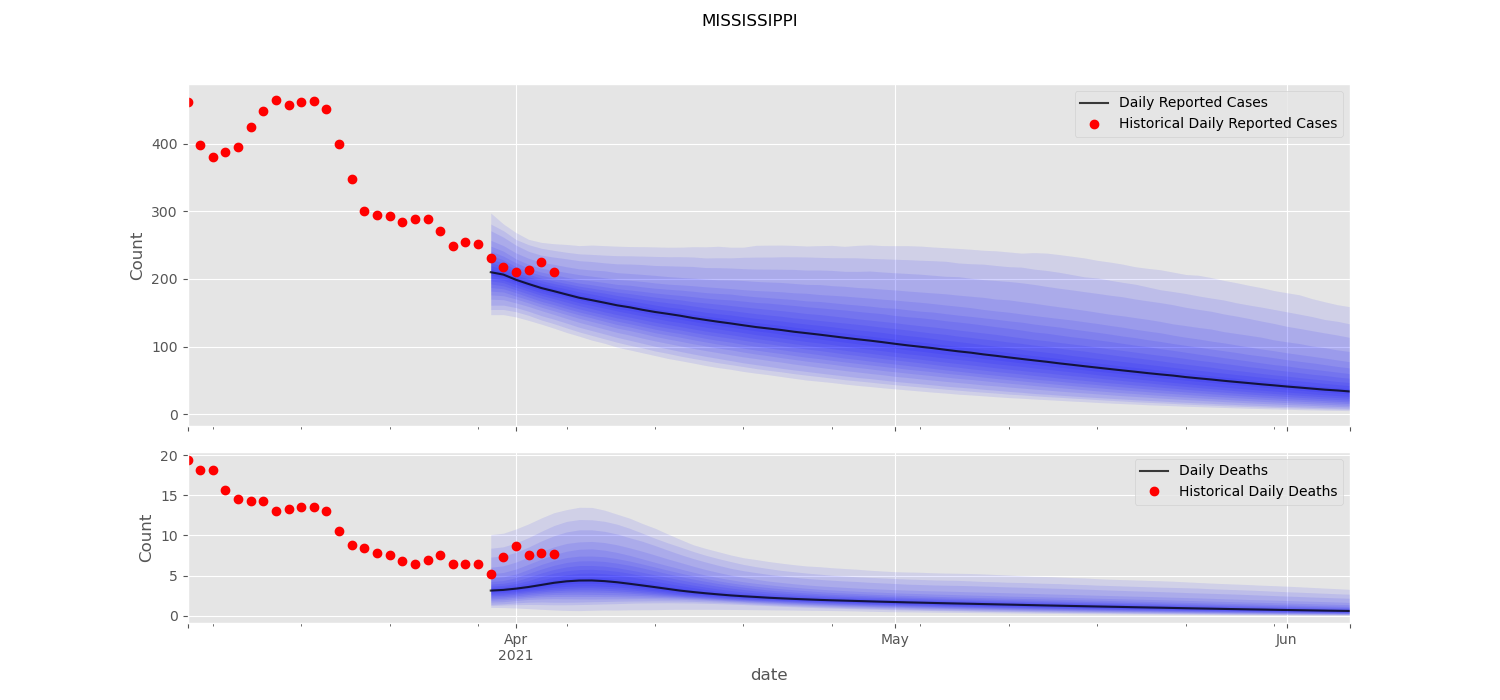 MISSISSIPPI
Daily Reported Cases
Historical Daily Reported Cases
400
300
200
100
0
Count
Daily Deaths
Historical Daily Deaths
20
15
10
5
0
Count
Apr
2021
May
Jun
date